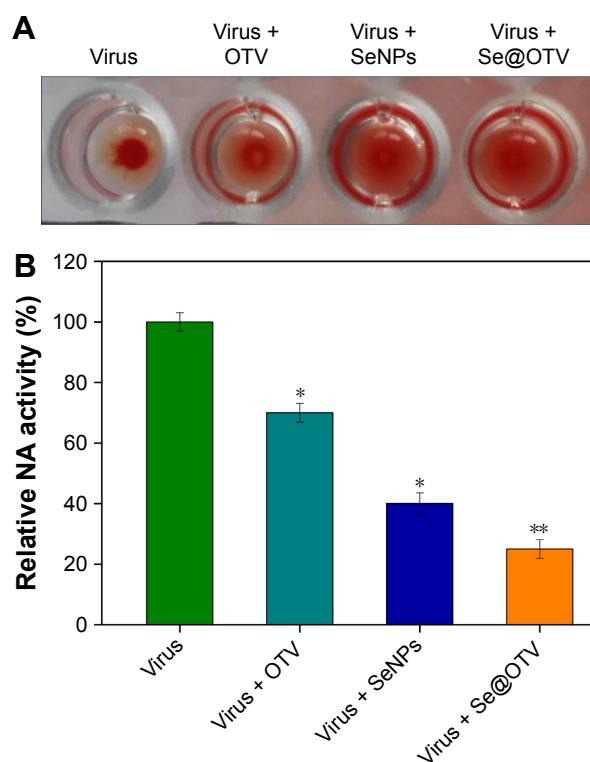 A
Virus
Virus +
OTV
Virus +
SeNPs
Virus +
Se@OTV
B
Relative NA activity (%)
120
100
80
60
40
20
0
*
*
**
Virus
Virus + OTV
Virus + SeNPs
Virus + Se@OTV